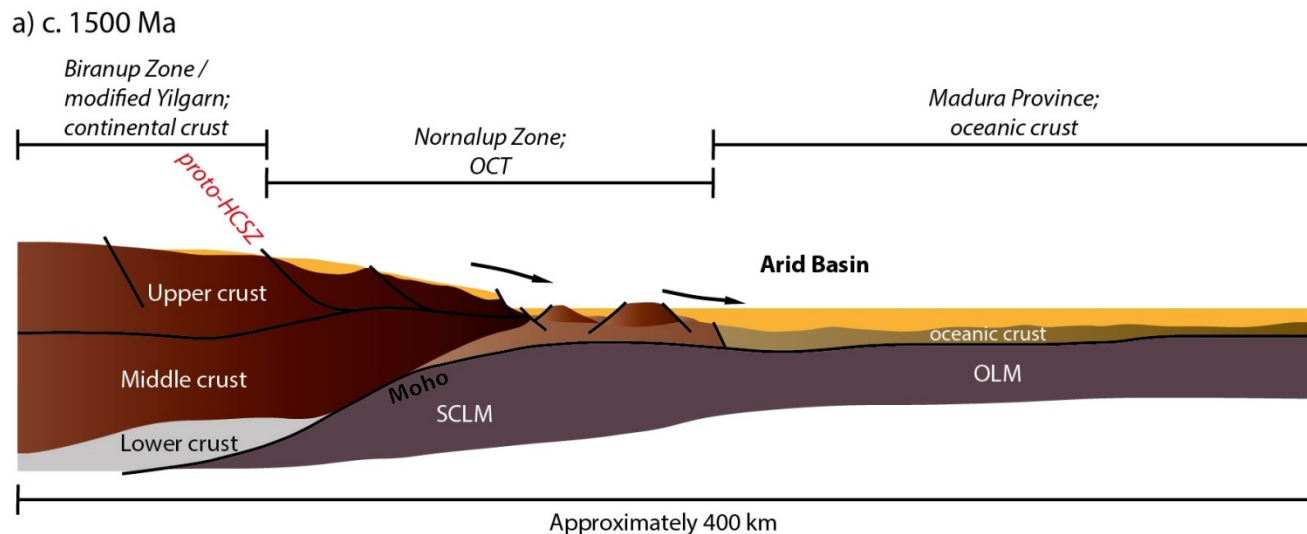 a) c. 1500 Ma
Biranup Zone /
modified Yilgarn;
continental crust
Nornalup Zone;
OCT
Madura Province;
oceanic crust
proto-HCSZ
Arid Basin
Upper crust
oceanic crust
Middle crust
Moho
OLM
SCLM
Lower crust
Approximately 400 km